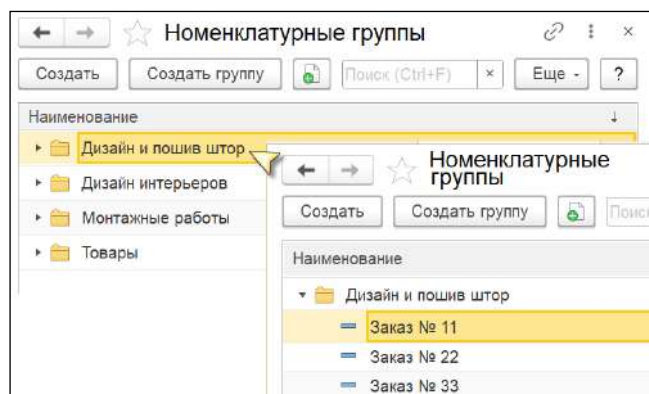 Номенклатурные группы
Создать Создать группу Поиск (Ctrl+F) × Еще - ?
Наименование ↓
Дизайн и пошив штор
Дизайн интерьеров
Монтажные работы
Товары
Номенклатурные
группы
Создать Создать группу Поиск
Наименование
Дизайн и пошив штор
Заказ № 11
Заказ № 22
Заказ № 33